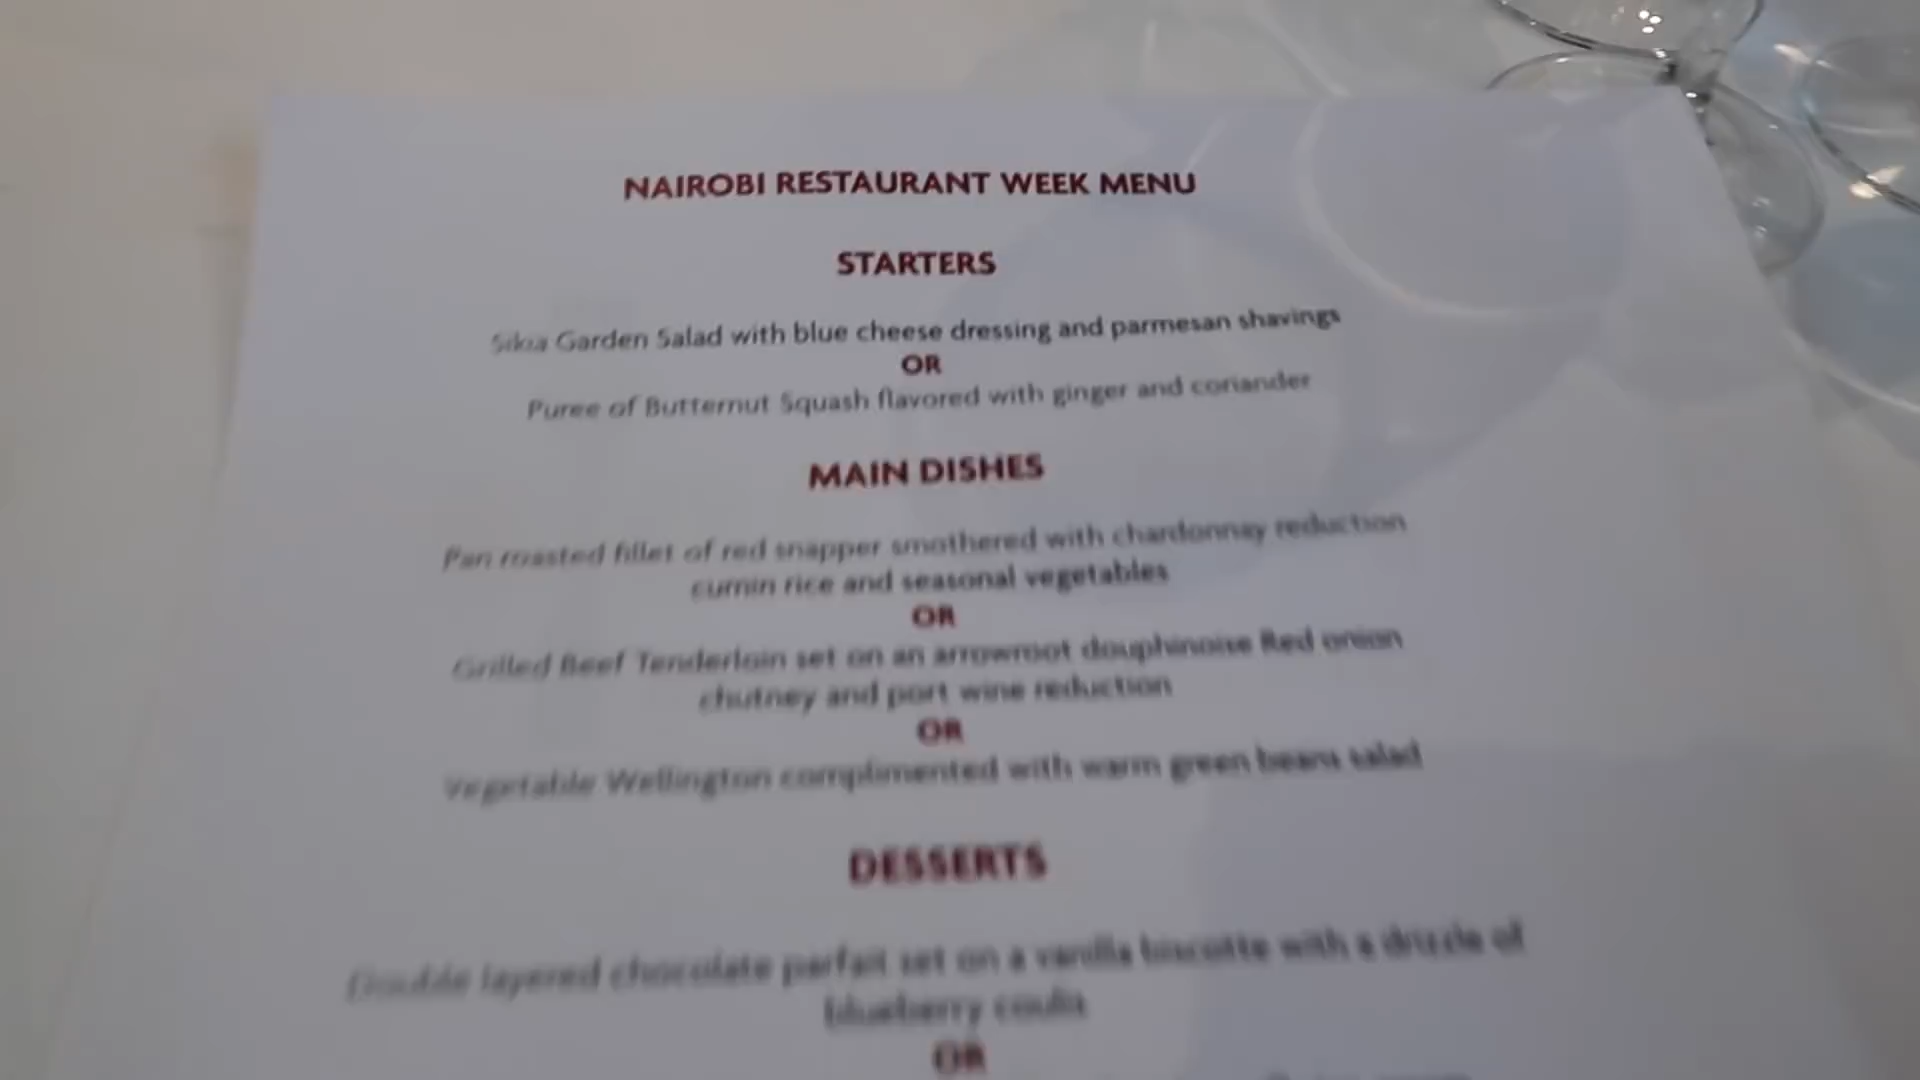 NAIROBI RESTAURANT WEEK MENU
STARTERS
Sikia Garden Salad with blue cheese dressing and parmesan shavings
OR
Puree of Butternut Squash flavored with ginger and coriander
MAIN DISHES
Pan roasted fillet of red snapper smothered with chardonnay reduction
cumin rice and seasonal vegetables
OR
Grilled Beef Tenderloin set on an arrowroot douphinoise Red onion
chutney and port wine reduction
OR
Vegetable Wellington complimented with warm green beans salad
DESSERTS
Double layered chocolate parfait set on a vanilla biscotte with a drizzle of
blueberry coulis
OR